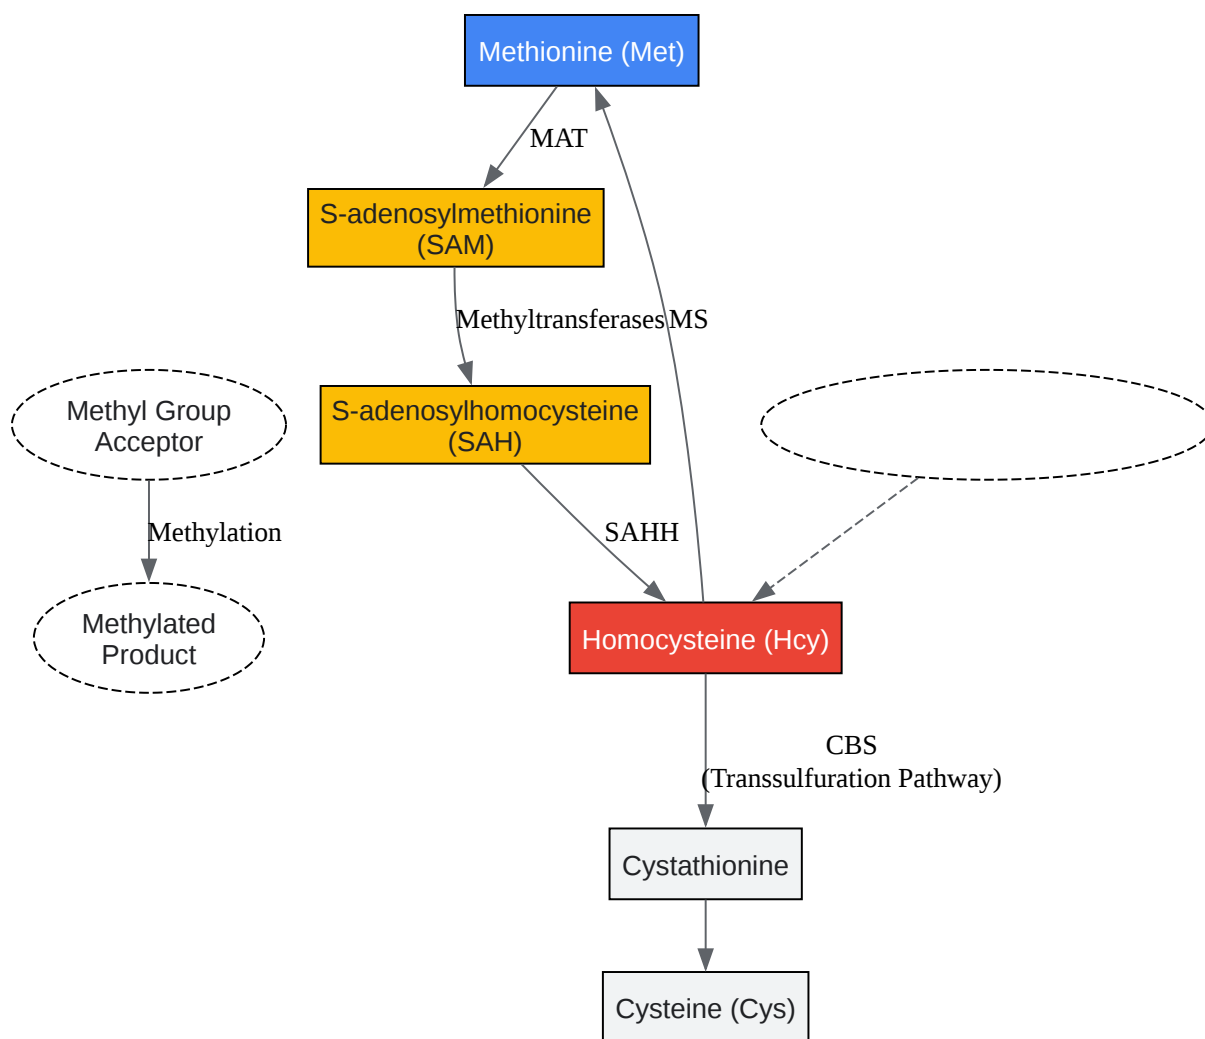 Methionine (Met)
MAT
S-adenosylmethionine
(SAM)
Methyltransferases
MS
Methyl Group
Acceptor
S-adenosylhomocysteine
(SAH)
Methylation
SAHH
Methylated
Product
Homocysteine (Hcy)
CBS
(Transsulfuration Pathway)
Cystathionine
Cysteine (Cys)